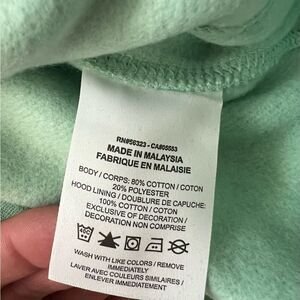 RN#56323 - CA#05553
MADE IN MALAYSIA
FABRIQUE EN MALAISIE
BODY / CORPS: 80% COTTON / COTON
20% POLYESTER
HOOD LINING / DOUBLURE DE CAPUCHE:
100% COTTON / COTON
EXCLUSIVE OF DECORATION /
DECORATION NON COMPRISE
WASH WITH LIKE COLORS / REMOVE
IMMEDIATELY
LAVER AVEC COULEURS SIMILAIRES /
ENLEVER IMMEDIATEMENT